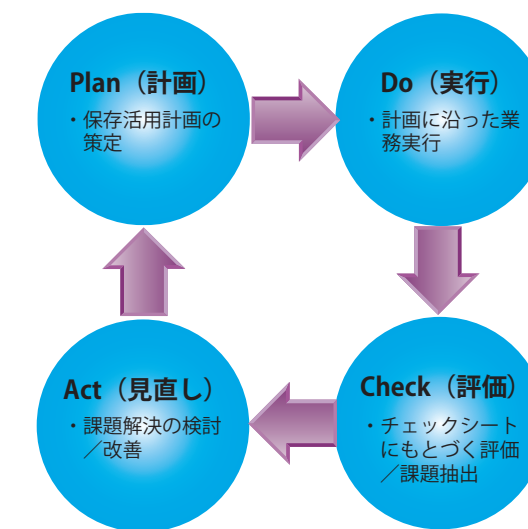 Plan（計画）
・保存活用計画の
策定
Do（実行）
・計画に沿った業
務実行
Check（評価）
・チェックシート
にもとづく評価
／課題抽出
Act（見直し）
・課題解決の検討
／改善